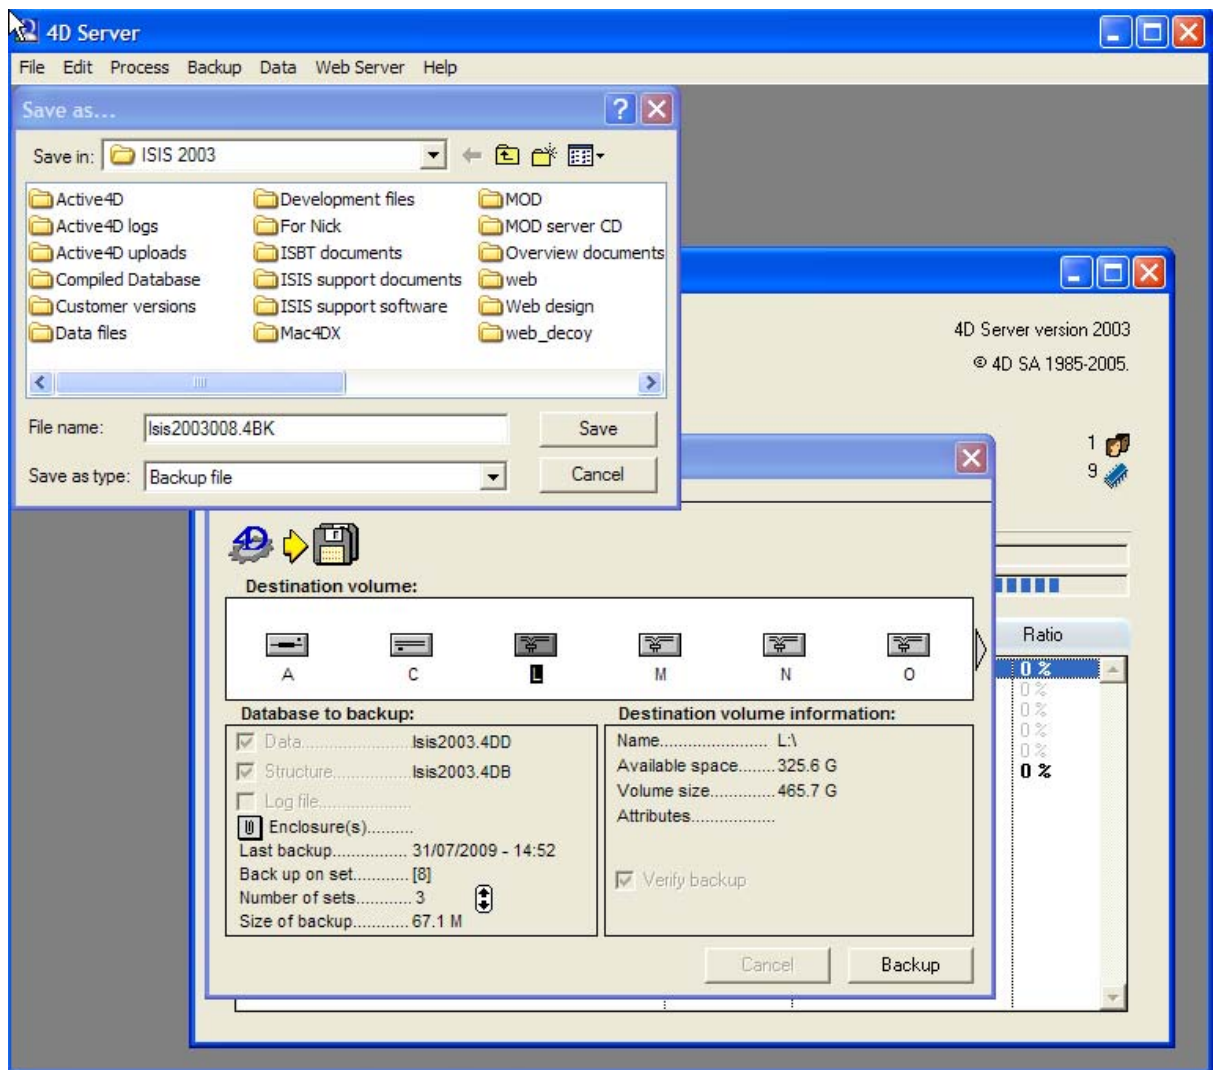 4D Server
File Edit Process Backup Data Web Server Help
Save as...
Save in: ISIS 2003
Active4D Development files MOD
Active4D logs For Nick MOD server CD
Active4D uploads ISBT documents Overview documents
Compiled Database ISIS support documents web
Customer versions ISIS support software Web design
Data files Mac4DX web_decoy
File name: Isis2003008.4BK Save
Save as type: Backup file Cancel
4D Server version 2003
© 4D SA 1985-2005.
1
9
4D
Destination volume:
A C L M N O
Ratio
0 %
0 %
0 %
0 %
0 %
0 %
Database to backup:
Data......................Isis2003.4DD
Structure................Isis2003.4DB
Log file...................
Enclosure(s)..........
Last backup................ 31/07/2009 - 14:52
Back up on set............ [8]
Number of sets............ 3
Size of backup............ 67.1 M
Destination volume information:
Name....................... L:\
Available space........325.6 G
Volume size..............465.7 G
Attributes..................
Verify backup
Cancel Backup